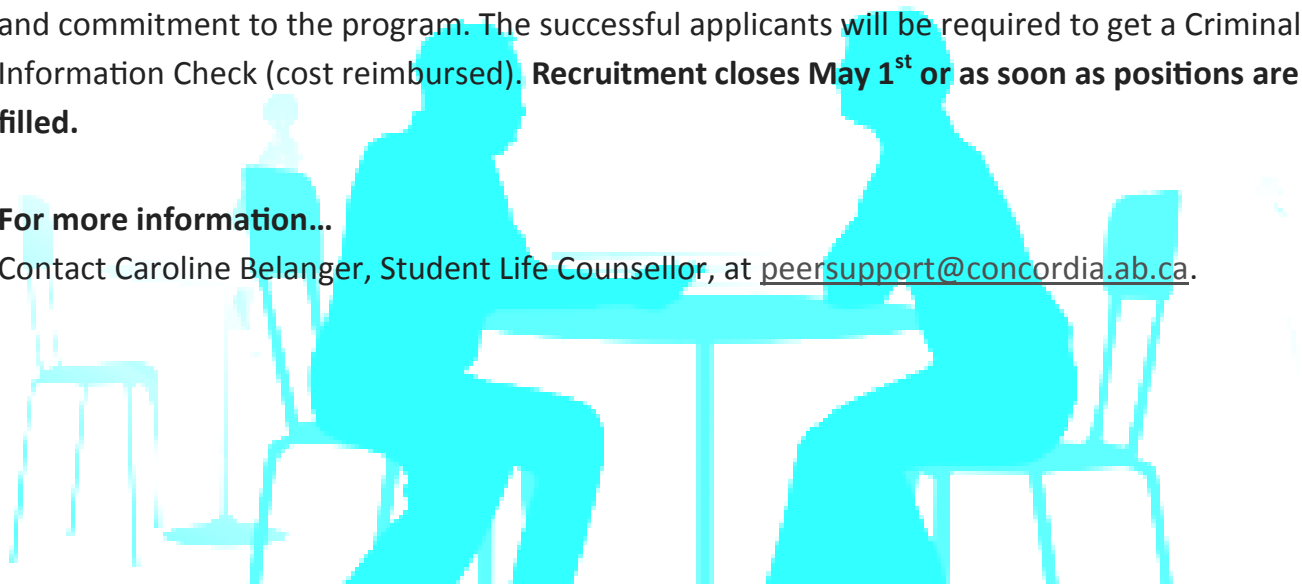 and commitment to the program. The successful applicants will be required to get a Criminal
Information Check (cost reimbursed). Recruitment closes May 1st or as soon as positions are
filled.
For more information…
Contact Caroline Belanger, Student Life Counsellor, at peersupport@concordia.ab.ca.